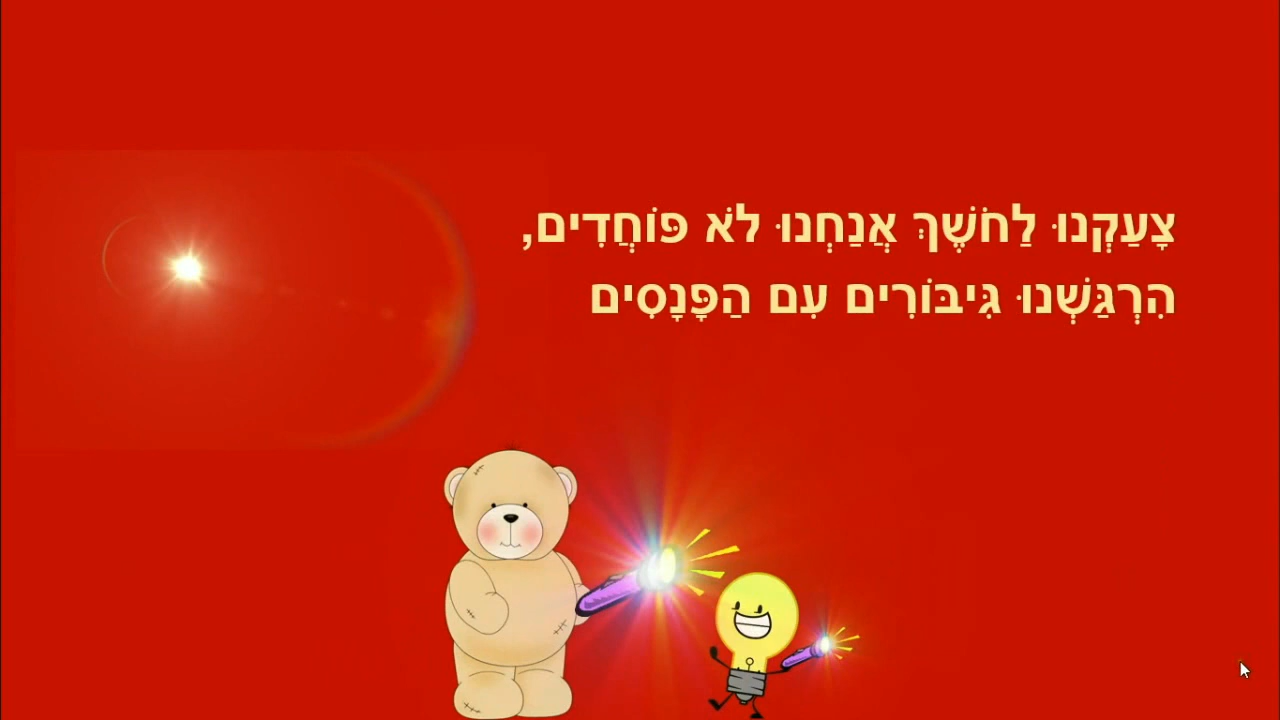 צָעַקְנוּ לַחֹשֶׁךְ אֲנַחְנוּ לֹא פּוֹחֲדִים,
הִרְגַּשְׁנוּ גִּיבּוֹרִים עִם הַפָּנָסִים